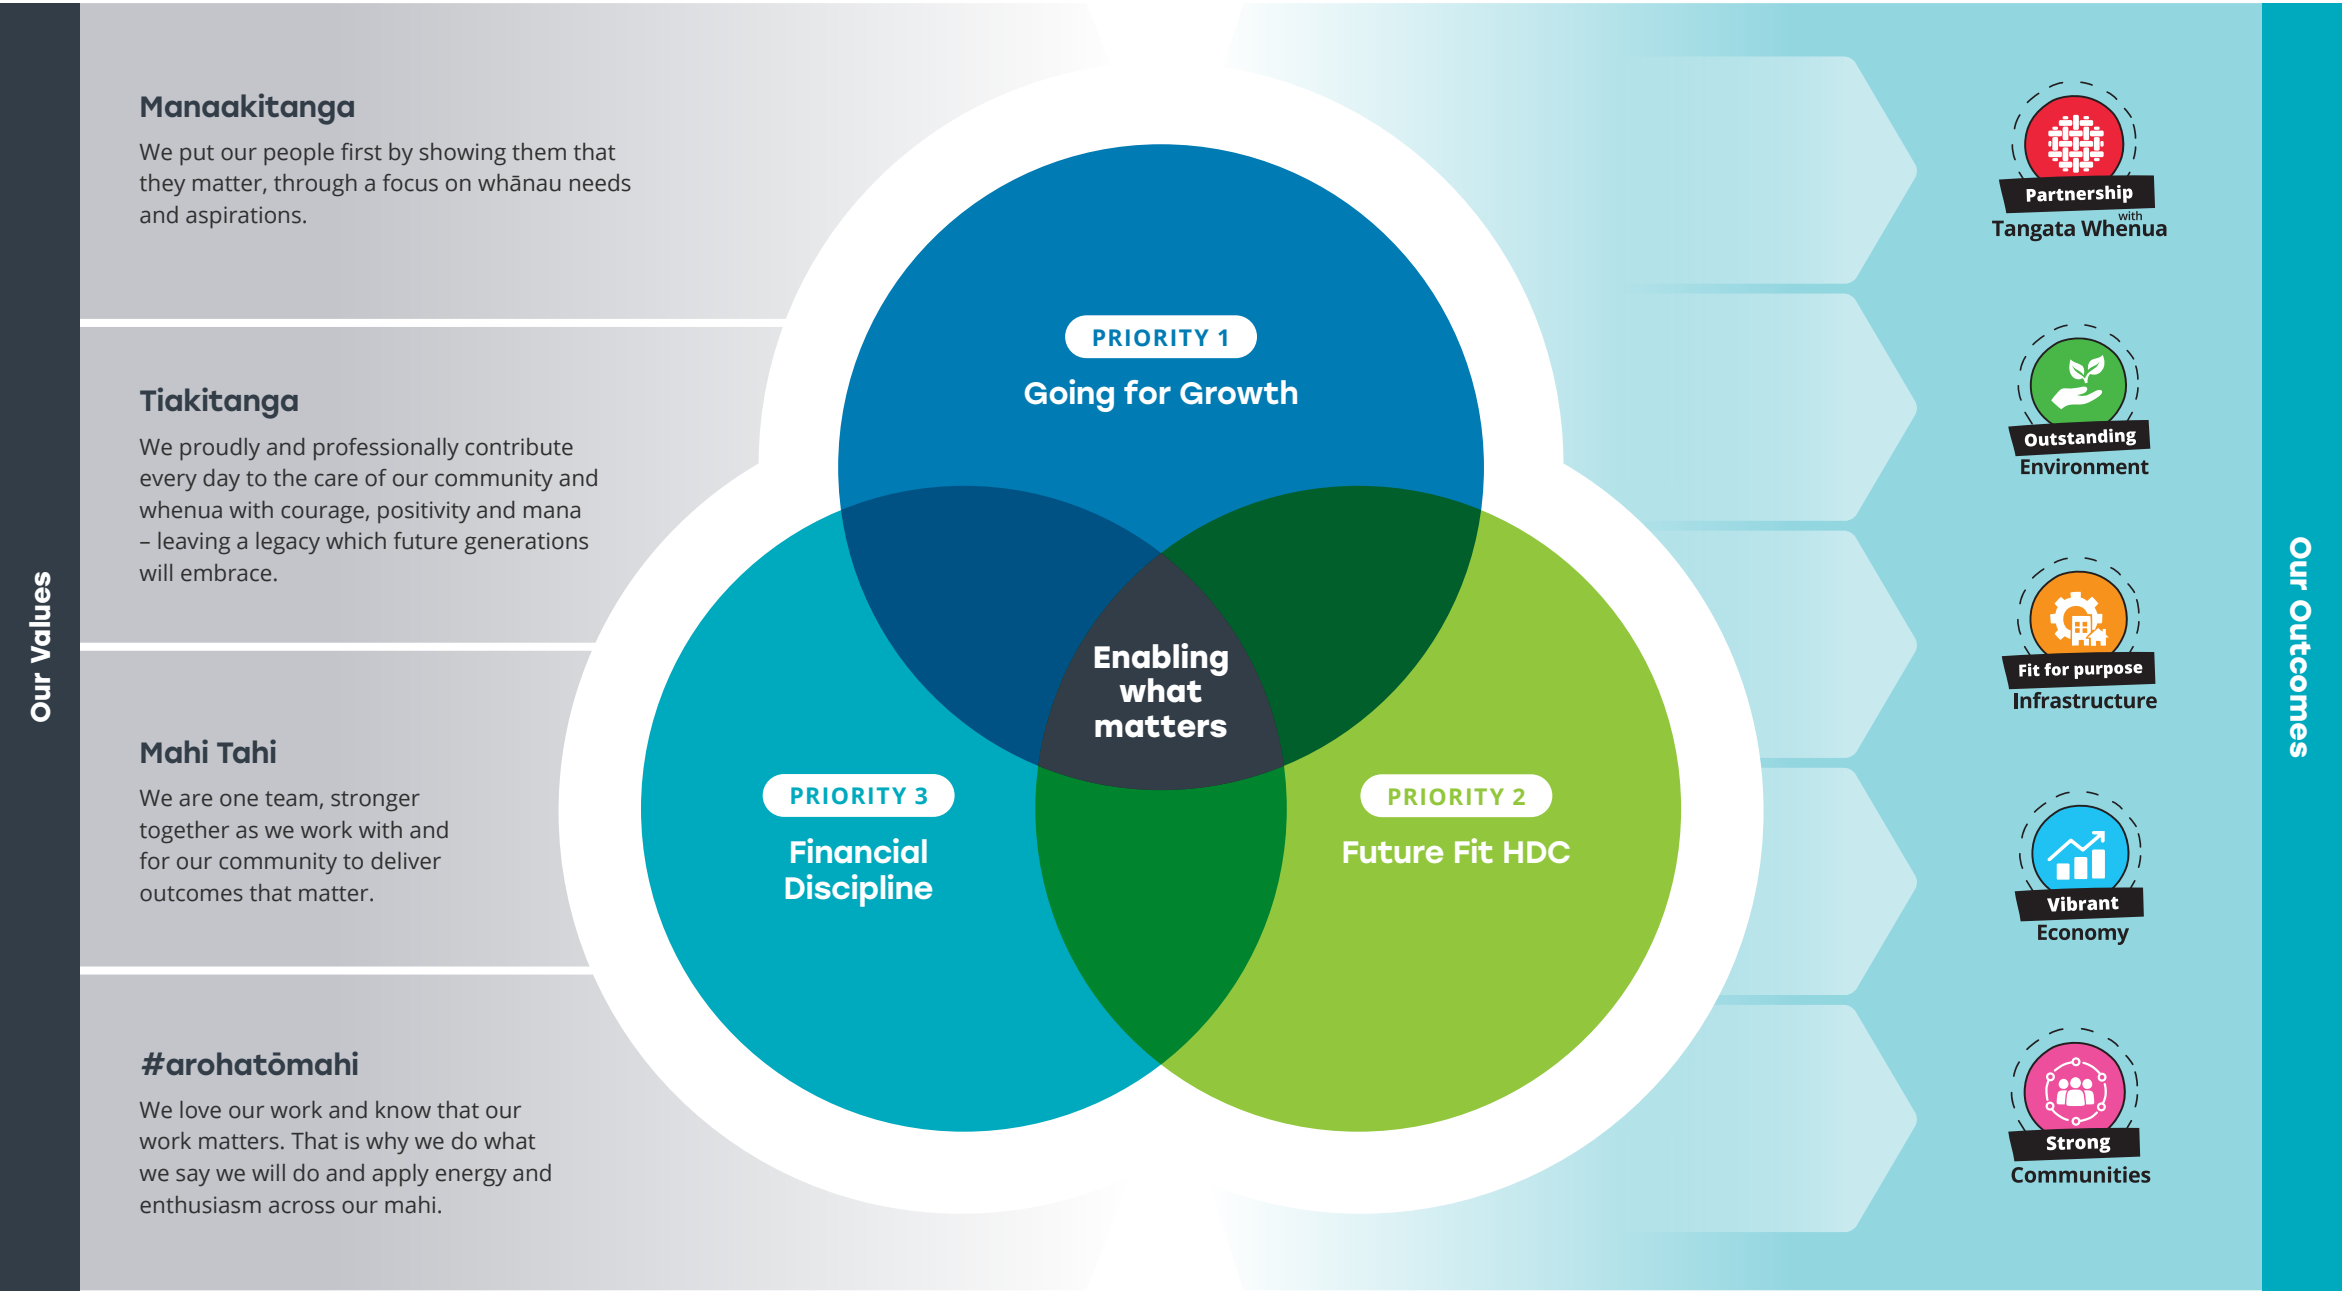 Our Values
Manaakitanga
We put our people first by showing them that
they matter, through a focus on whānau needs
and aspirations.
Tiakitanga
We proudly and professionally contribute
every day to the care of our community and
whenua with courage, positivity and mana
– leaving a legacy which future generations
will embrace.
Mahi Tahi
We are one team, stronger
together as we work with and
for our community to deliver
outcomes that matter.
#arohatōmahi
We love our work and know that our
work matters. That is why we do what
we say we will do and apply energy and
enthusiasm across our mahi.
PRIORITY 1
Going for Growth
Enabling
what
matters
PRIORITY 3
Financial
Discipline
PRIORITY 2
Future Fit HDC
Partnership
with
Tangata Whenua
Outstanding
Environment
Fit for purpose
Infrastructure
Vibrant
Economy
Strong
Communities
Our Outcomes